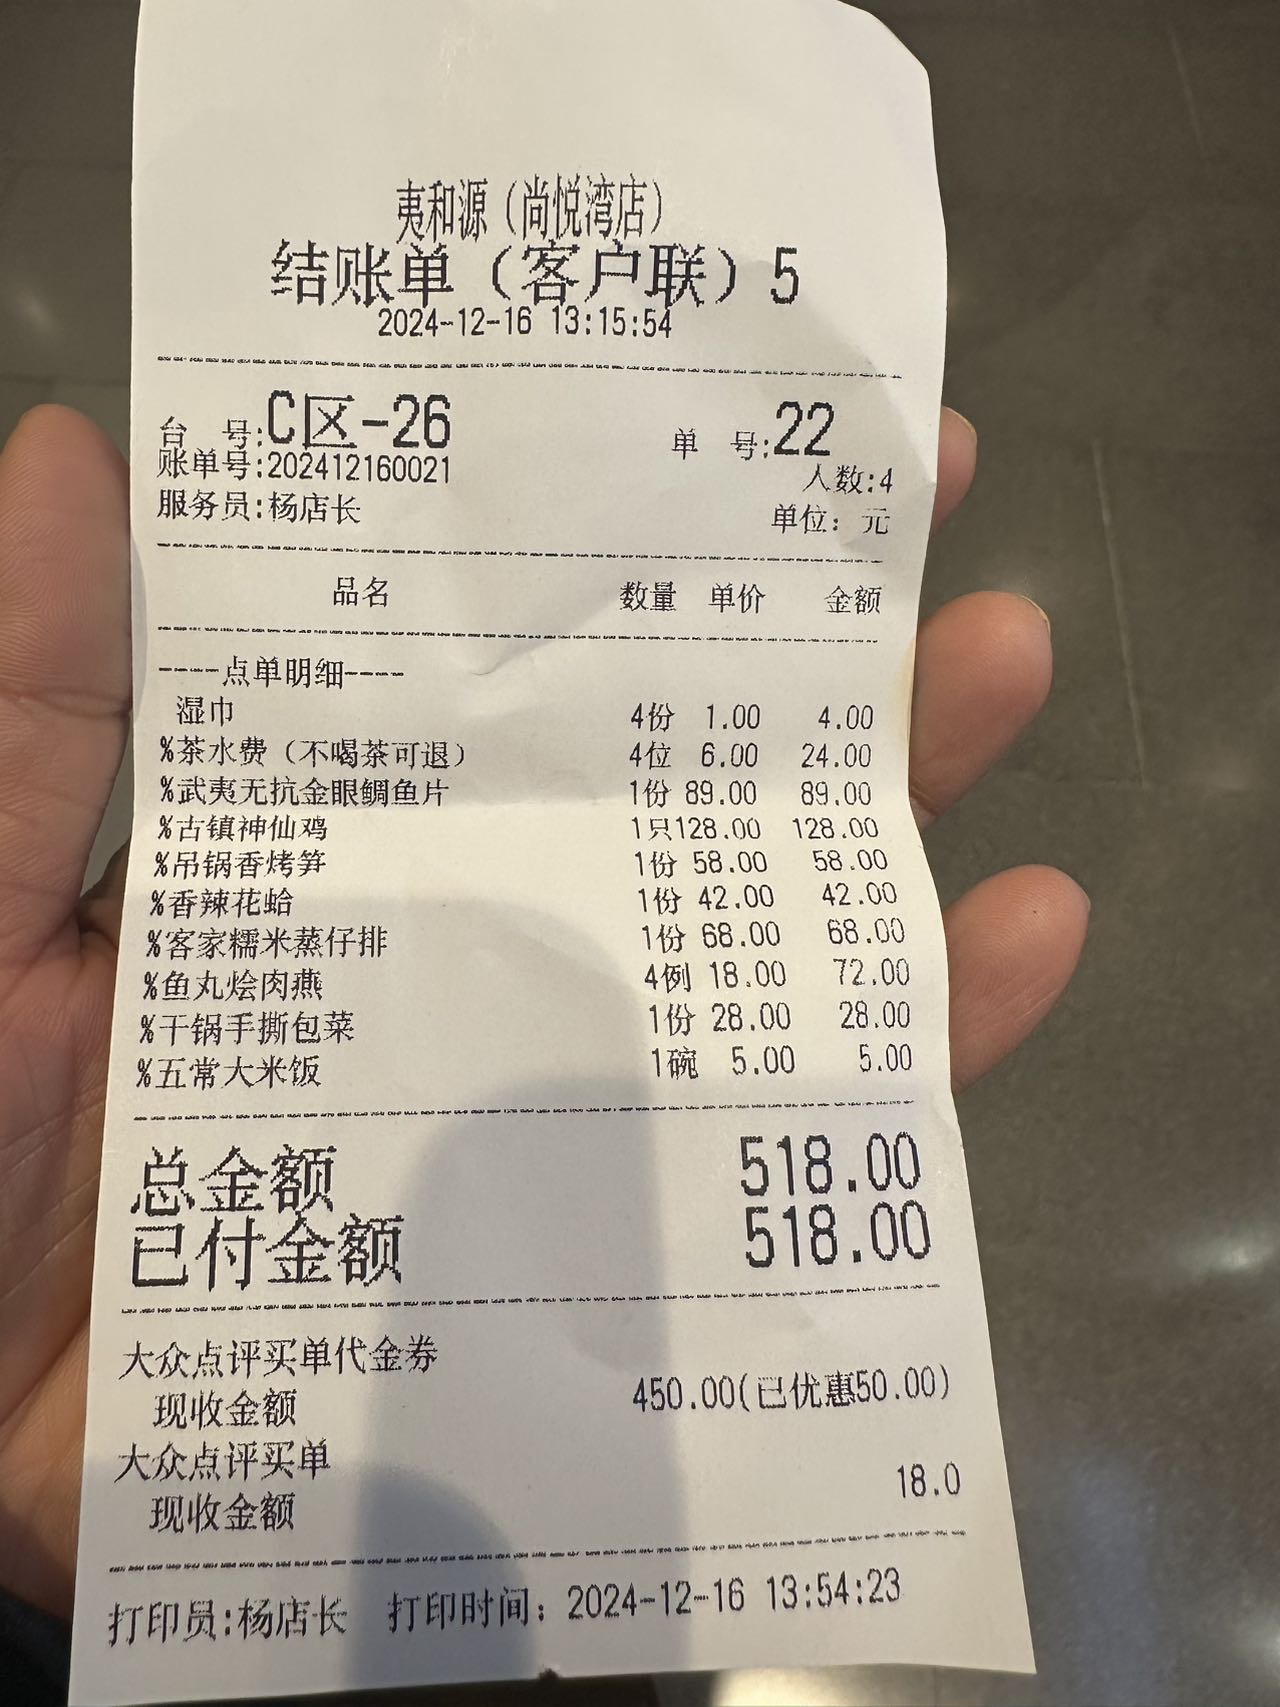 夷和源（尚悦湾店）
结账单（客户联）5
2024-12-16 13:15:54
台 号:C区-26 单 号:22
账单号:202412160021 人数:4
服务员:杨店长 单位: 元
品名 数量 单价 金额
----点单明细----
湿巾 4份 1.00 4.00
%茶水费（不喝茶可退） 4位 6.00 24.00
%武夷无抗金眼鲷鱼片 1份 89.00 89.00
%古镇神仙鸡 1只128.00 128.00
%吊锅香烤笋 1份 58.00 58.00
%香辣花蛤 1份 42.00 42.00
%客家糯米蒸仔排 1份 68.00 68.00
%鱼丸烩肉燕 4例 18.00 72.00
%干锅手撕包菜 1份 28.00 28.00
%五常大米饭 1碗 5.00 5.00
总金额 518.00
已付金额 518.00
大众点评买单代金券
现收金额 450.00(已优惠50.00)
大众点评买单
现收金额 18.0
打印员:杨店长 打印时间: 2024-12-16 13:54:23